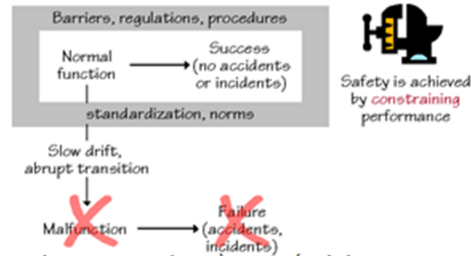 Barriers, regulations, procedures
Normal
function
Success
(no accidents
or incidents)
standardization, norms
Slow drift,
abrupt transition
Malfunction
Failure
(accidents,
incidents)
Safety is achieved
by constraining
performance